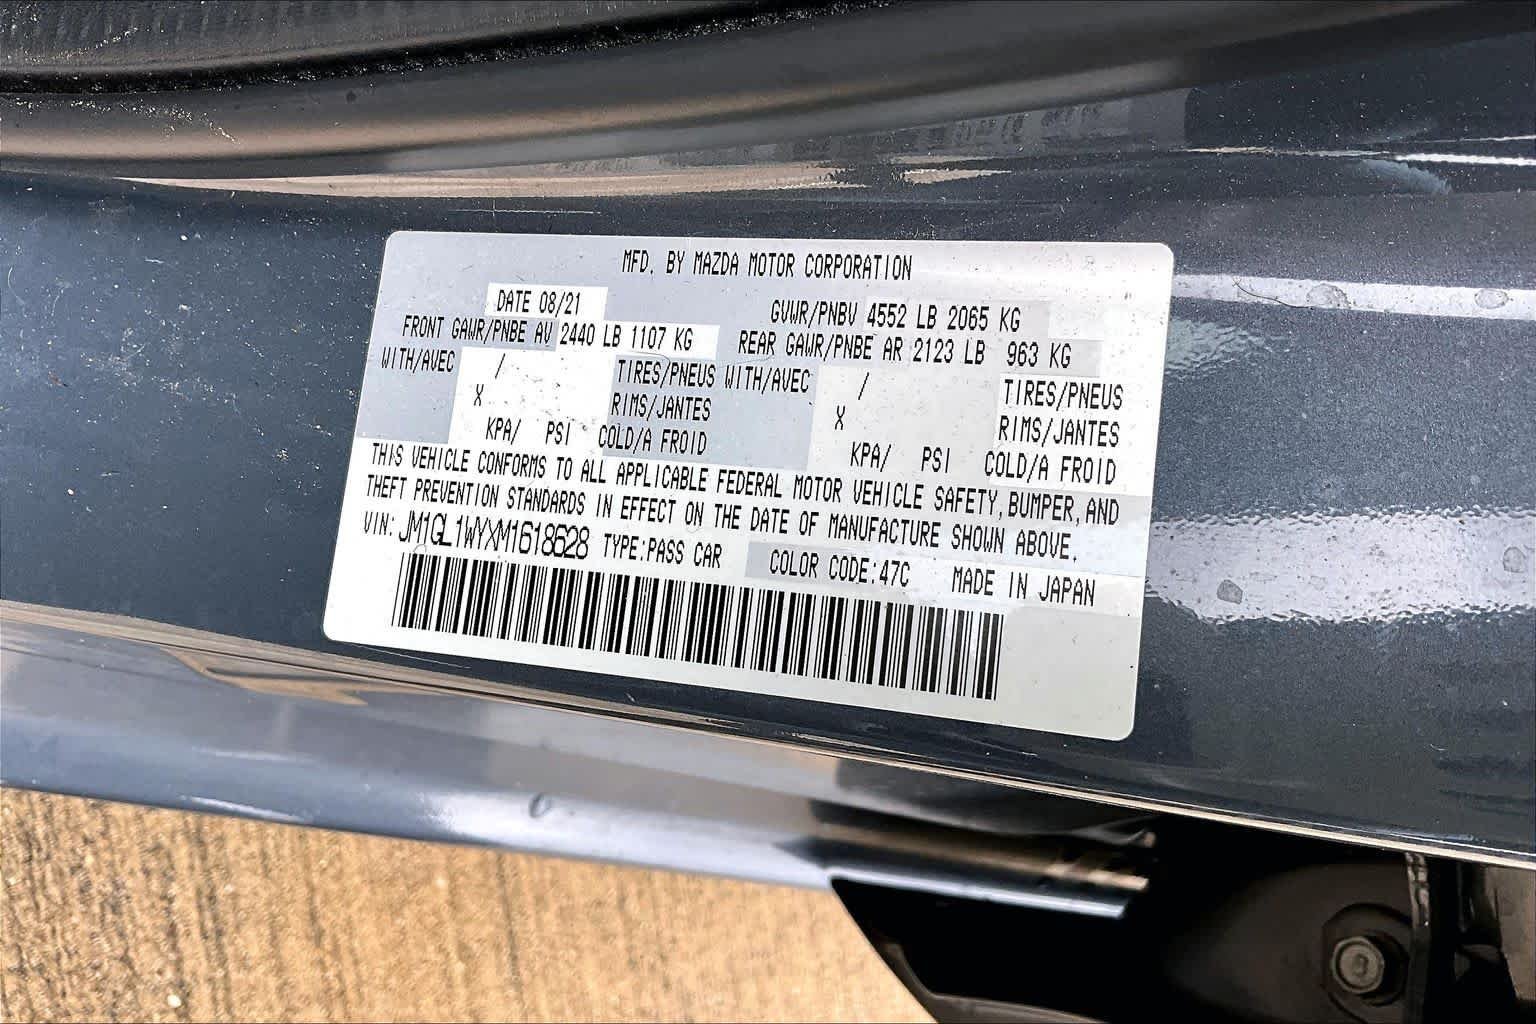 MFD. BY MAZDA MOTOR CORPORATION
DATE 08/21 GVWR/PNBV 4552 LB 2065 KG
FRONT GAWR/PNBE AV 2440 LB 1107 KG REAR GAWR/PNBE AR 2123 LB 963 KG
WITH/AVEC / TIRES/PNEUS WITH/AVEC / TIRES/PNEUS
X RIMS/JANTES X RIMS/JANTES
KPA/ PSI COLD/A FROID KPA/ PSI COLD/A FROID
THIS VEHICLE CONFORMS TO ALL APPLICABLE FEDERAL MOTOR VEHICLE SAFETY, BUMPER, AND
THEFT PREVENTION STANDARDS IN EFFECT ON THE DATE OF MANUFACTURE SHOWN ABOVE.
VIN: JM1GL1WYXM1618628 TYPE:PASS CAR COLOR CODE:47C MADE IN JAPAN